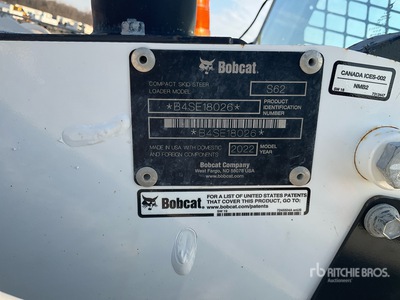 Bobcat.
COMPACT SKID-STEER
LOADER MODEL
S62
*B4SE18026*
PRODUCT
IDENTIFICATION
NUMBER
*B4SE18026*
MADE IN USA WITH DOMESTIC
AND FOREIGN COMPONENTS
2022
MODEL
YEAR
Bobcat Company
West Fargo, ND 58078 USA
www.bobcat.com
CANADA ICES-002
NMB2
Bobcat.
FOR A LIST OF UNITED STATES PATENTS
THAT COVER THIS PRODUCT, GO TO:
www.bobcat.com/patents
rb RITCHIE BROS.